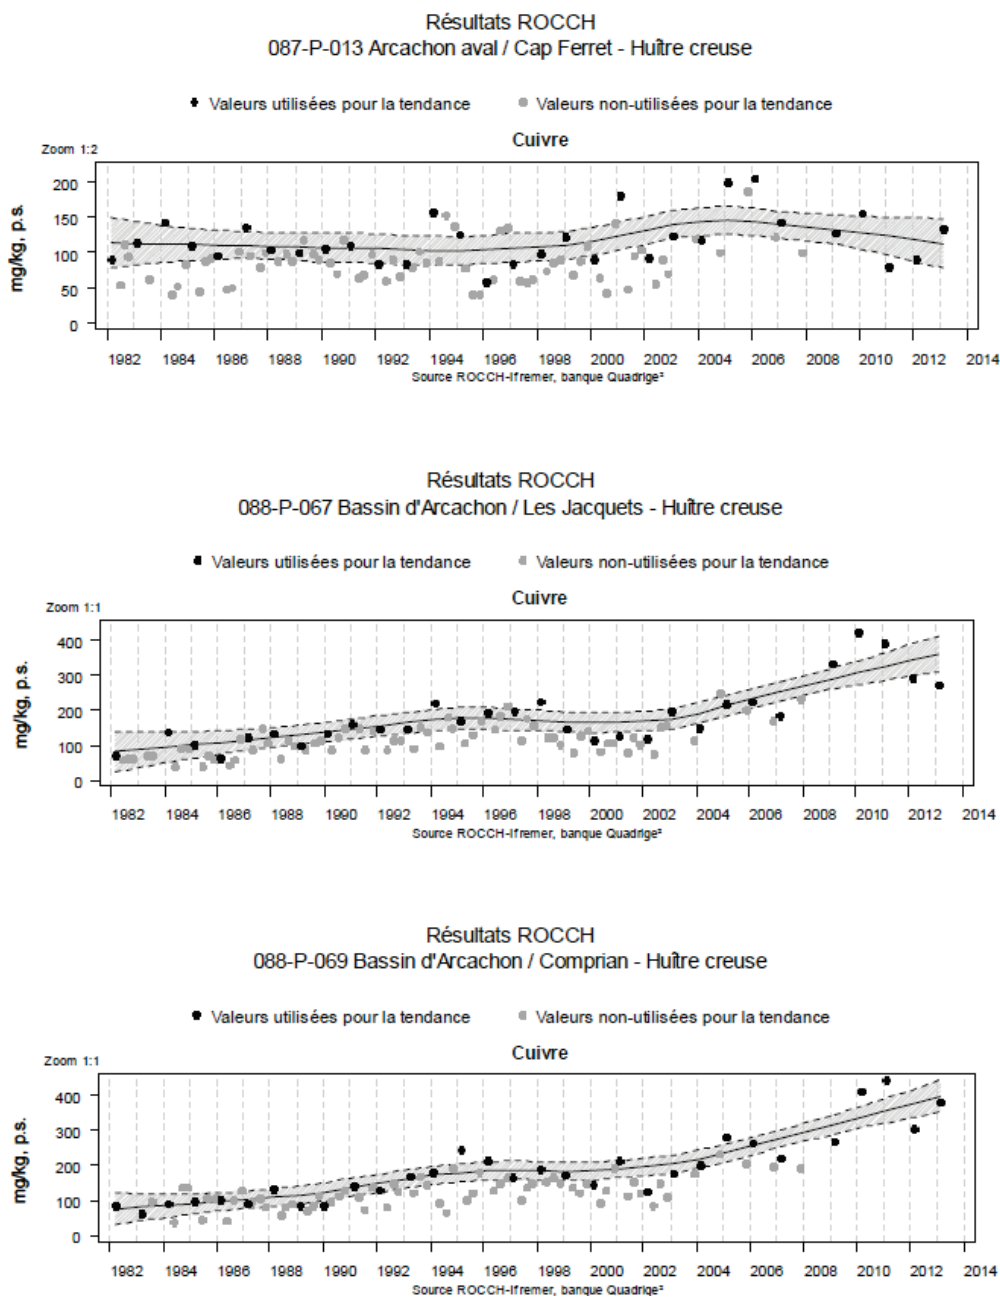 Résultats ROCCH
087-P-013 Arcachon aval / Cap Ferret - Huître creuse
Valeurs utilisées pour la tendance Valeurs non-utilisées pour la tendance
Zoom 1:2
Cuivre
mg/kg, p.s.
200
150
100
50
0
1982 1984 1986 1988 1990 1992 1994 1996 1998 2000 2002 2004 2006 2008 2010 2012 2014
Source ROCCH-Ifremer, banque Quadrige²
Résultats ROCCH
088-P-067 Bassin d'Arcachon / Les Jacquets - Huître creuse
Valeurs utilisées pour la tendance Valeurs non-utilisées pour la tendance
Zoom 1:1
Cuivre
mg/kg, p.s.
400
300
200
100
0
1982 1984 1986 1988 1990 1992 1994 1996 1998 2000 2002 2004 2006 2008 2010 2012 2014
Source ROCCH-Ifremer, banque Quadrige²
Résultats ROCCH
088-P-069 Bassin d'Arcachon / Comprian - Huître creuse
Valeurs utilisées pour la tendance Valeurs non-utilisées pour la tendance
Zoom 1:1
Cuivre
mg/kg, p.s.
400
300
200
100
0
1982 1984 1986 1988 1990 1992 1994 1996 1998 2000 2002 2004 2006 2008 2010 2012 2014
Source ROCCH-Ifremer, banque Quadrige²